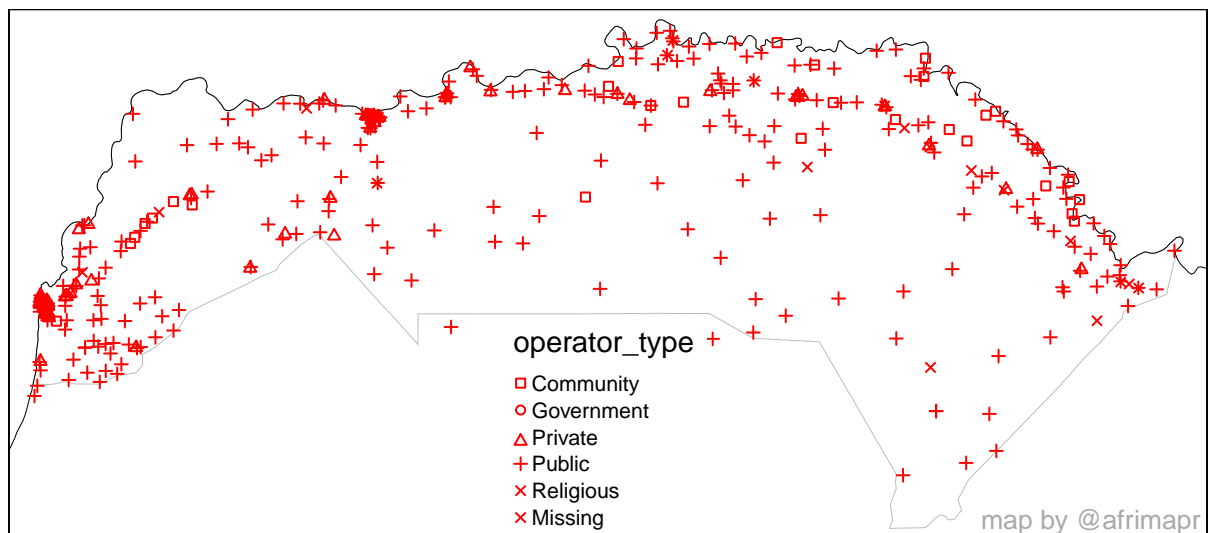 operator_type
Community
Government
Private
Public
Religious
Missing
map by @afrimapr